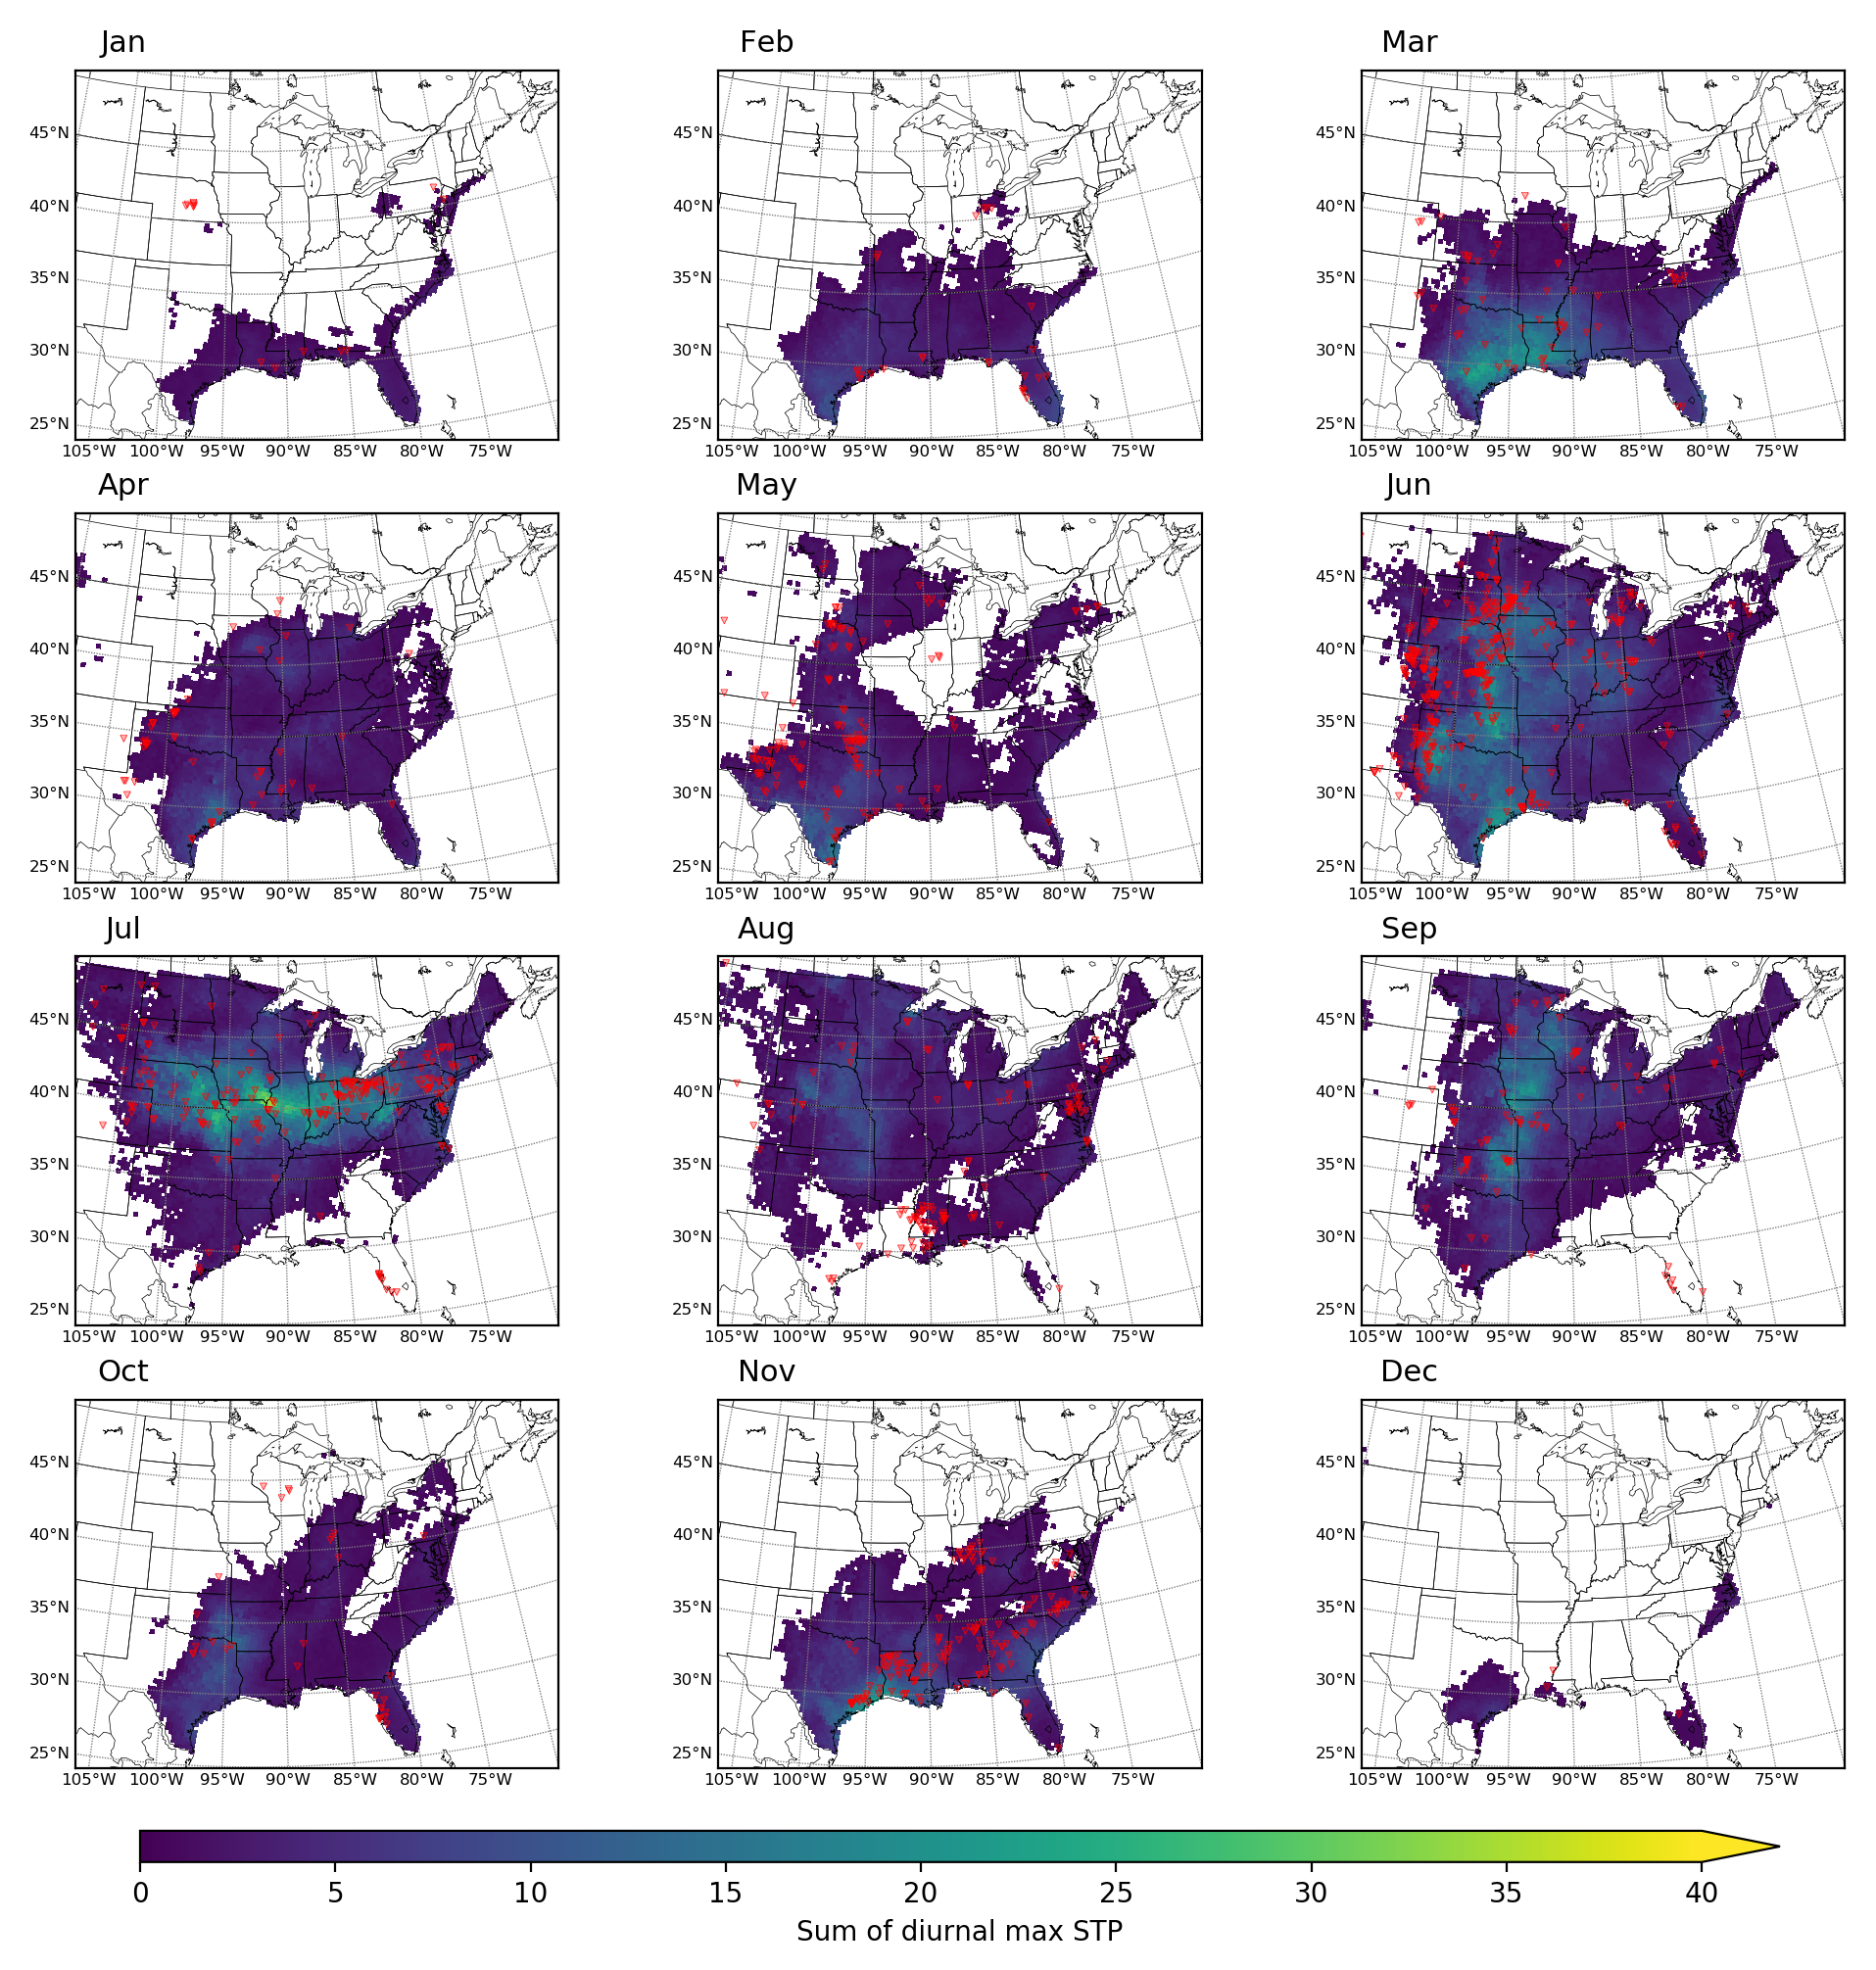 Jan Feb Mar
45°N 45°N 45°N
40°N 40°N 40°N
35°N 35°N 35°N
30°N 30°N 30°N
25°N 25°N 25°N
105°W 100°W 95°W 90°W 85°W 80°W 75°W 105°W 100°W 95°W 90°W 85°W 80°W 75°W 105°W 100°W 95°W 90°W 85°W 80°W 75°W
Apr May Jun
45°N 45°N 45°N
40°N 40°N 40°N
35°N 35°N 35°N
30°N 30°N 30°N
25°N 25°N 25°N
105°W 100°W 95°W 90°W 85°W 80°W 75°W 105°W 100°W 95°W 90°W 85°W 80°W 75°W 105°W 100°W 95°W 90°W 85°W 80°W 75°W
Jul Aug Sep
45°N 45°N 45°N
40°N 40°N 40°N
35°N 35°N 35°N
30°N 30°N 30°N
25°N 25°N 25°N
105°W 100°W 95°W 90°W 85°W 80°W 75°W 105°W 100°W 95°W 90°W 85°W 80°W 75°W 105°W 100°W 95°W 90°W 85°W 80°W 75°W
Oct Nov Dec
45°N 45°N 45°N
40°N 40°N 40°N
35°N 35°N 35°N
30°N 30°N 30°N
25°N 25°N 25°N
105°W 100°W 95°W 90°W 85°W 80°W 75°W 105°W 100°W 95°W 90°W 85°W 80°W 75°W 105°W 100°W 95°W 90°W 85°W 80°W 75°W
0 5 10 15 20 25 30 35 40
Sum of diurnal max STP